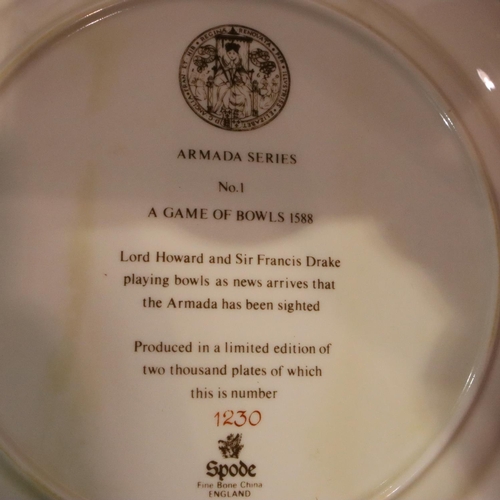 ARMADA SERIES
No.1
A GAME OF BOWLS 1588
Lord Howard and Sir Francis Drake
playing bowls as news arrives that
the Armada has been sighted
Produced in a limited edition of
two thousand plates of which
this is number
1230
Spode
Fine Bone China
ENGLAND